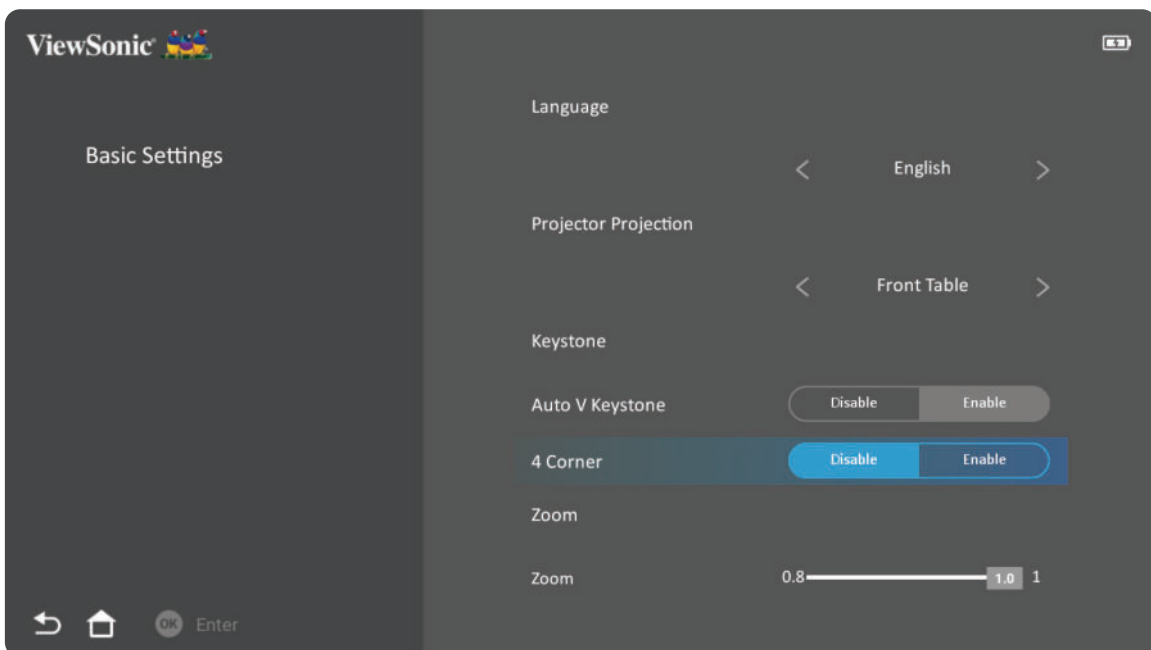 ViewSonic
Basic Settings
Language
English
Projector Projection
Front Table
Keystone
Auto V Keystone Disable Enable
4 Corner Disable Enable
Zoom
Zoom 0.8 1.0 1
OK Enter